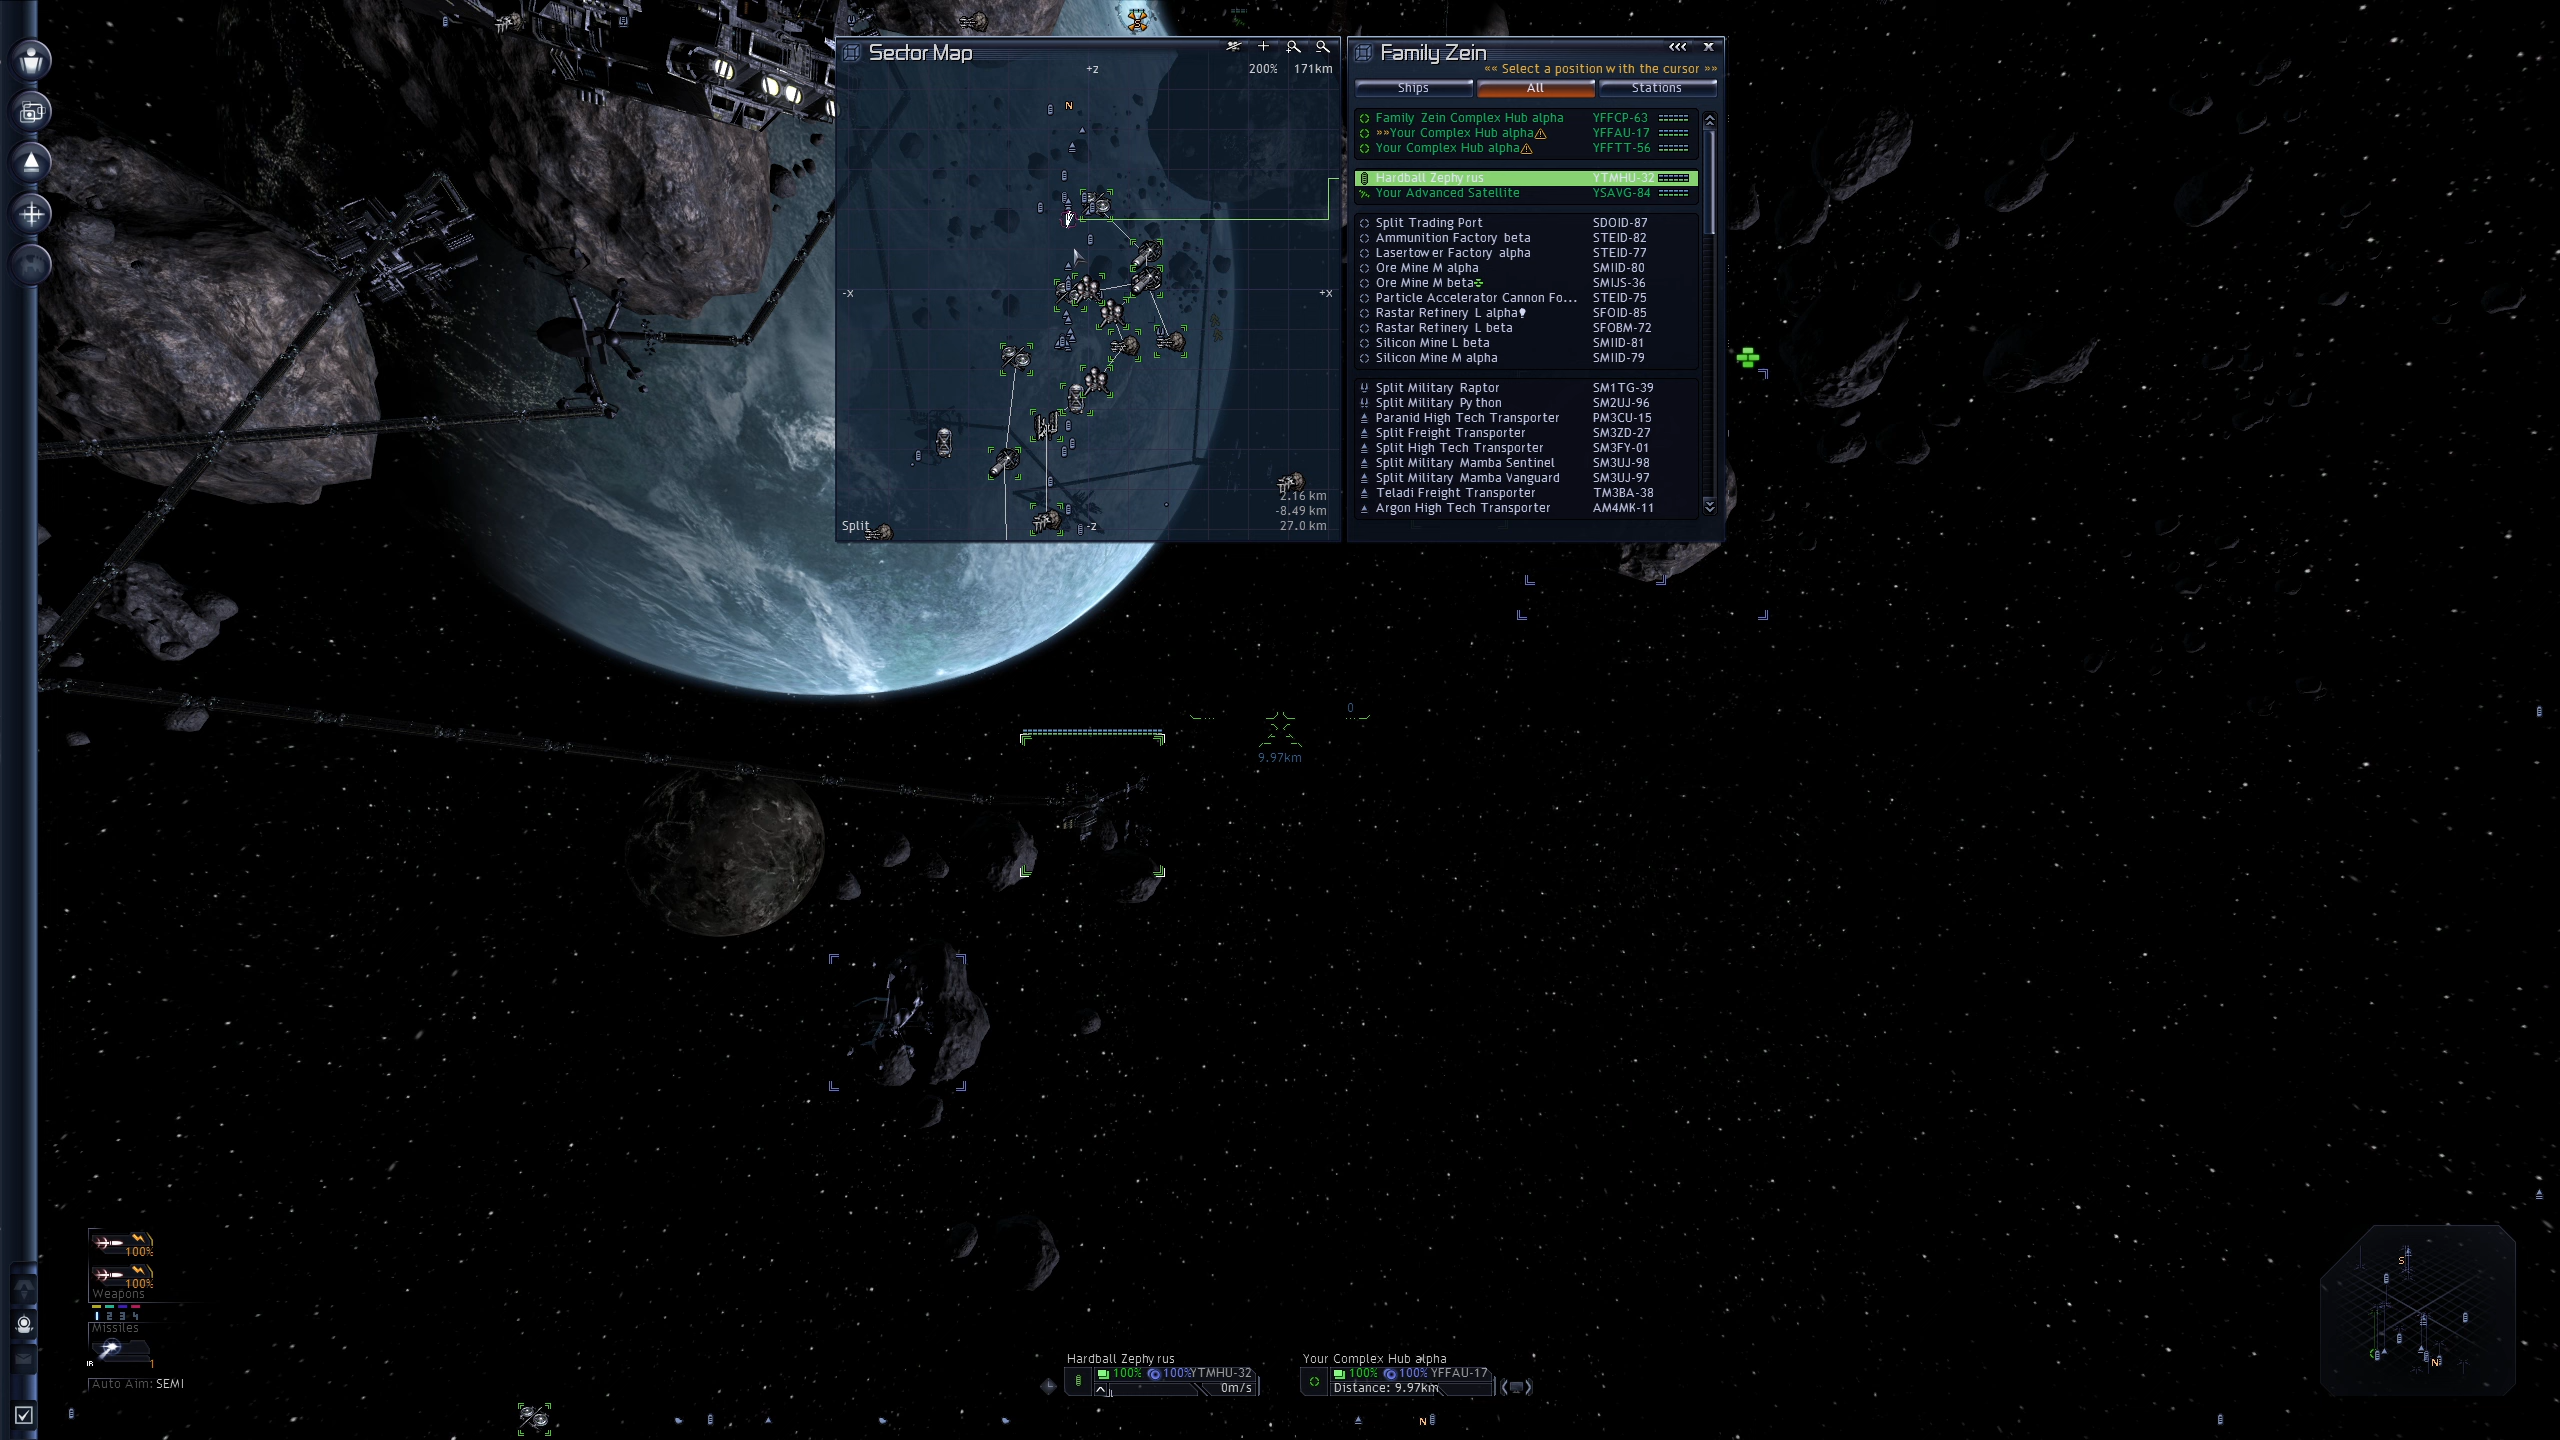 Sector Map
+z
200% 171km
N
-x
+x
2.16 km
-8.49 km
27.0 km
Split
-z
Family Zein
«« Select a position with the cursor »»
Ships All Stations
Family Zein Complex Hub alpha YFFCP-63
»»Your Complex Hub alpha YFFAU-17
Your Complex Hub alpha YFFTT-56
Hardball Zephyrus YTMHU-32
Your Advanced Satellite YSAVG-84
Split Trading Port SDOID-87
Ammunition Factory beta STEID-82
Lasertower Factory alpha STEID-77
Ore Mine M alpha SMIID-80
Ore Mine M beta SMIJS-36
Particle Accelerator Cannon Fo... STEID-75
Rastar Refinery L alpha SFOID-85
Rastar Refinery L beta SFOBM-72
Silicon Mine L beta SMIID-81
Silicon Mine M alpha SMIID-79
Split Military Raptor SM1TG-39
Split Military Python SM2UJ-96
Paranid High Tech Transporter PM3CU-15
Split Freight Transporter SM3ZD-27
Split High Tech Transporter SM3FY-01
Split Military Mamba Sentinel SM3UJ-98
Split Military Mamba Vanguard SM3UJ-97
Teladi Freight Transporter TM3BA-38
Argon High Tech Transporter AM4MK-11
0
9.97km
100%
100%
Weapons
1 2 3 4
Missiles
IR 1
Auto Aim: SEMI
Hardball Zephyrus
100% 100% YTMHU-32
0m/s
Your Complex Hub alpha
100% 100% YFFAU-17
Distance: 9.97km
N
S
N